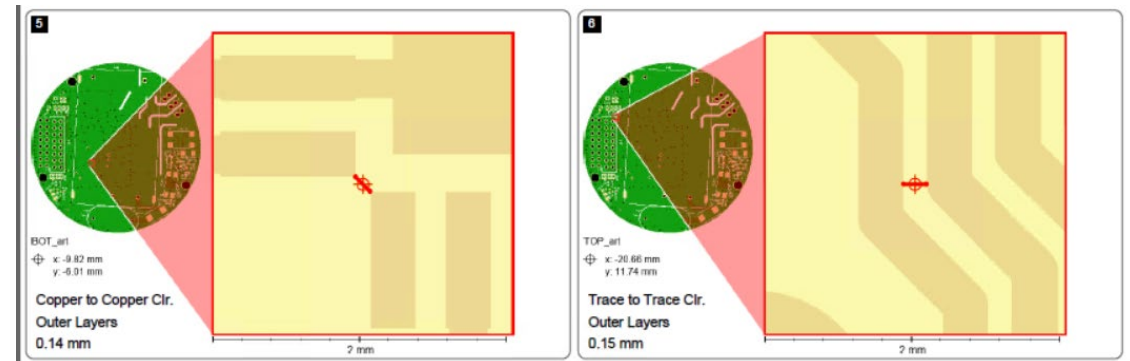 5
BOT_art
x: -9.82 mm
y: -6.01 mm
Copper to Copper Clr.
Outer Layers
0.14 mm
2 mm
6
TOP_art
x: -20.66 mm
y: 11.74 mm
Trace to Trace Clr.
Outer Layers
0.15 mm
2 mm